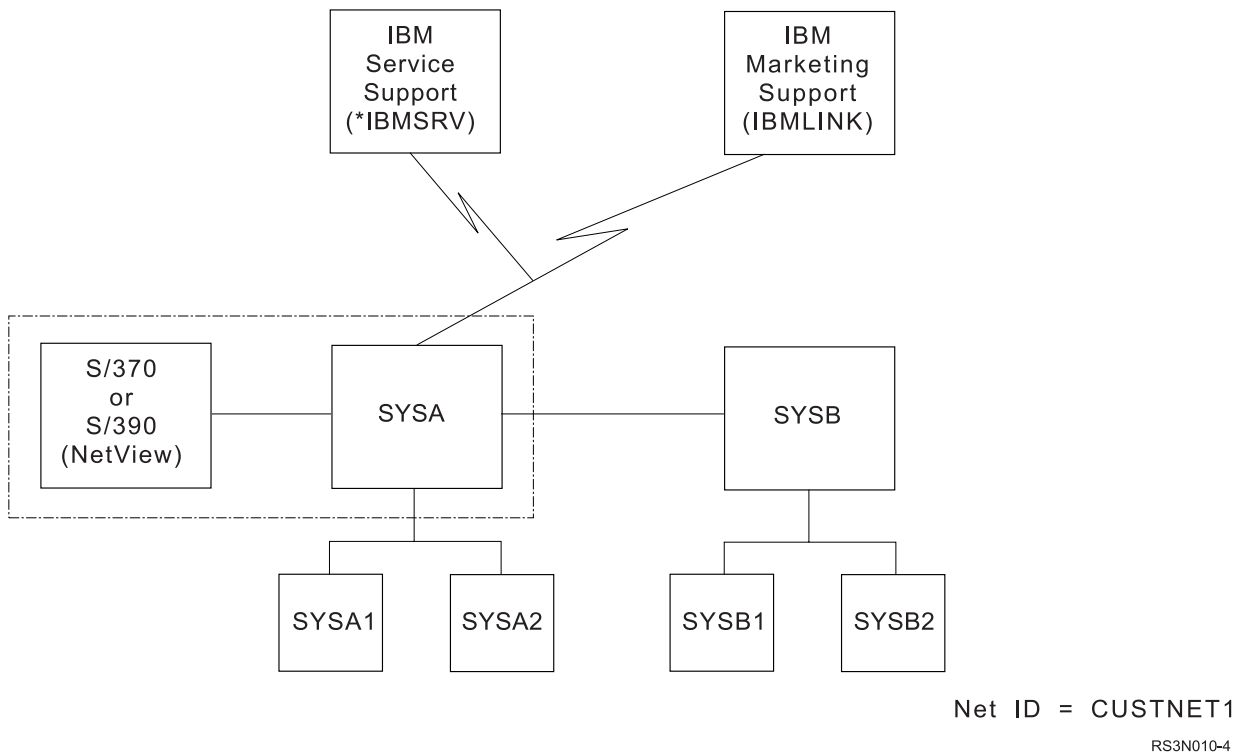 IBM
Service
Support
(*IBMSRV)
IBM
Marketing
Support
(IBMLINK)
S/370
or
S/390
(NetView)
SYSA
SYSB
SYSA1
SYSA2
SYSB1
SYSB2
Net ID = CUSTNET1
RS3N010-4